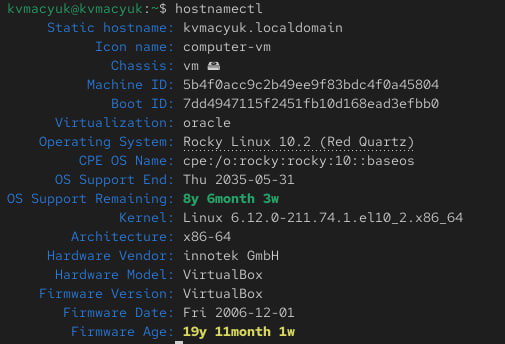 kvmacyuk@kvmacyuk:~$ hostnamectl
Static hostname: kvmacyuk.localdomain
Icon name: computer-vm
Chassis: vm 🖴
Machine ID: 5b4f0acc9c2b49ee9f83bdc4f0a45804
Boot ID: 7dd4947115f2451fb10d168ead3efbb0
Virtualization: oracle
Operating System: Rocky Linux 10.2 (Red Quartz)
CPE OS Name: cpe:/o:rocky:rocky:10::baseos
OS Support End: Thu 2035-05-31
OS Support Remaining: 8y 6month 3w
Kernel: Linux 6.12.0-211.74.1.el10_2.x86_64
Architecture: x86-64
Hardware Vendor: innotek GmbH
Hardware Model: VirtualBox
Firmware Version: VirtualBox
Firmware Date: Fri 2006-12-01
Firmware Age: 19y 11month 1w